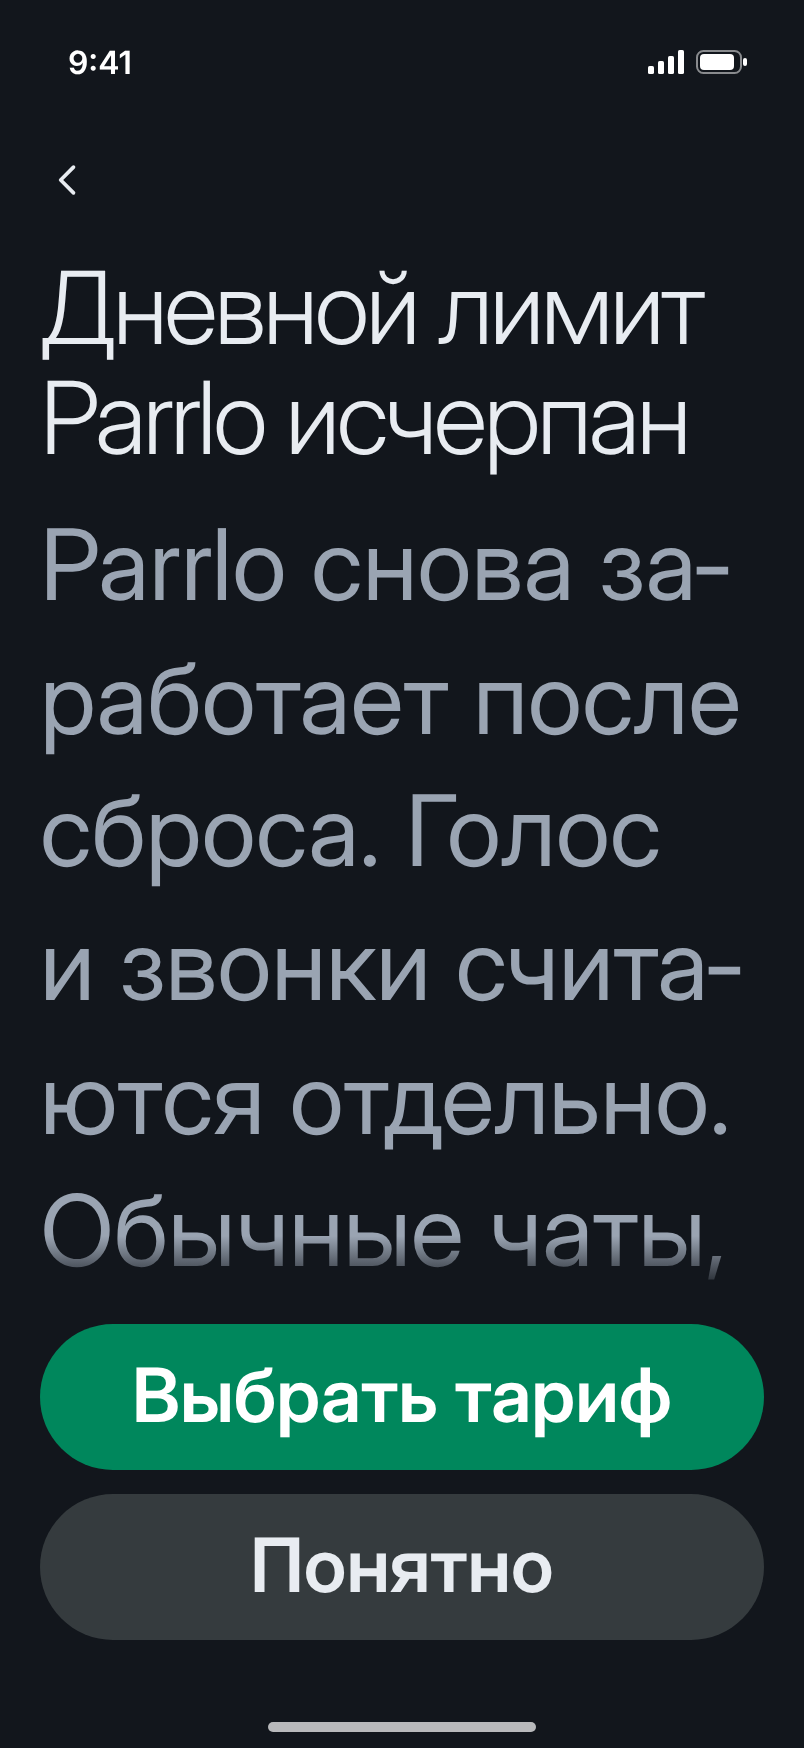 9:41
Дневной лимит
Parrlo исчерпан
Parrlo снова за-
работает после
сброса. Голос
и звонки счита-
ются отдельно.
Обычные чаты,
Выбрать тариф
Понятно